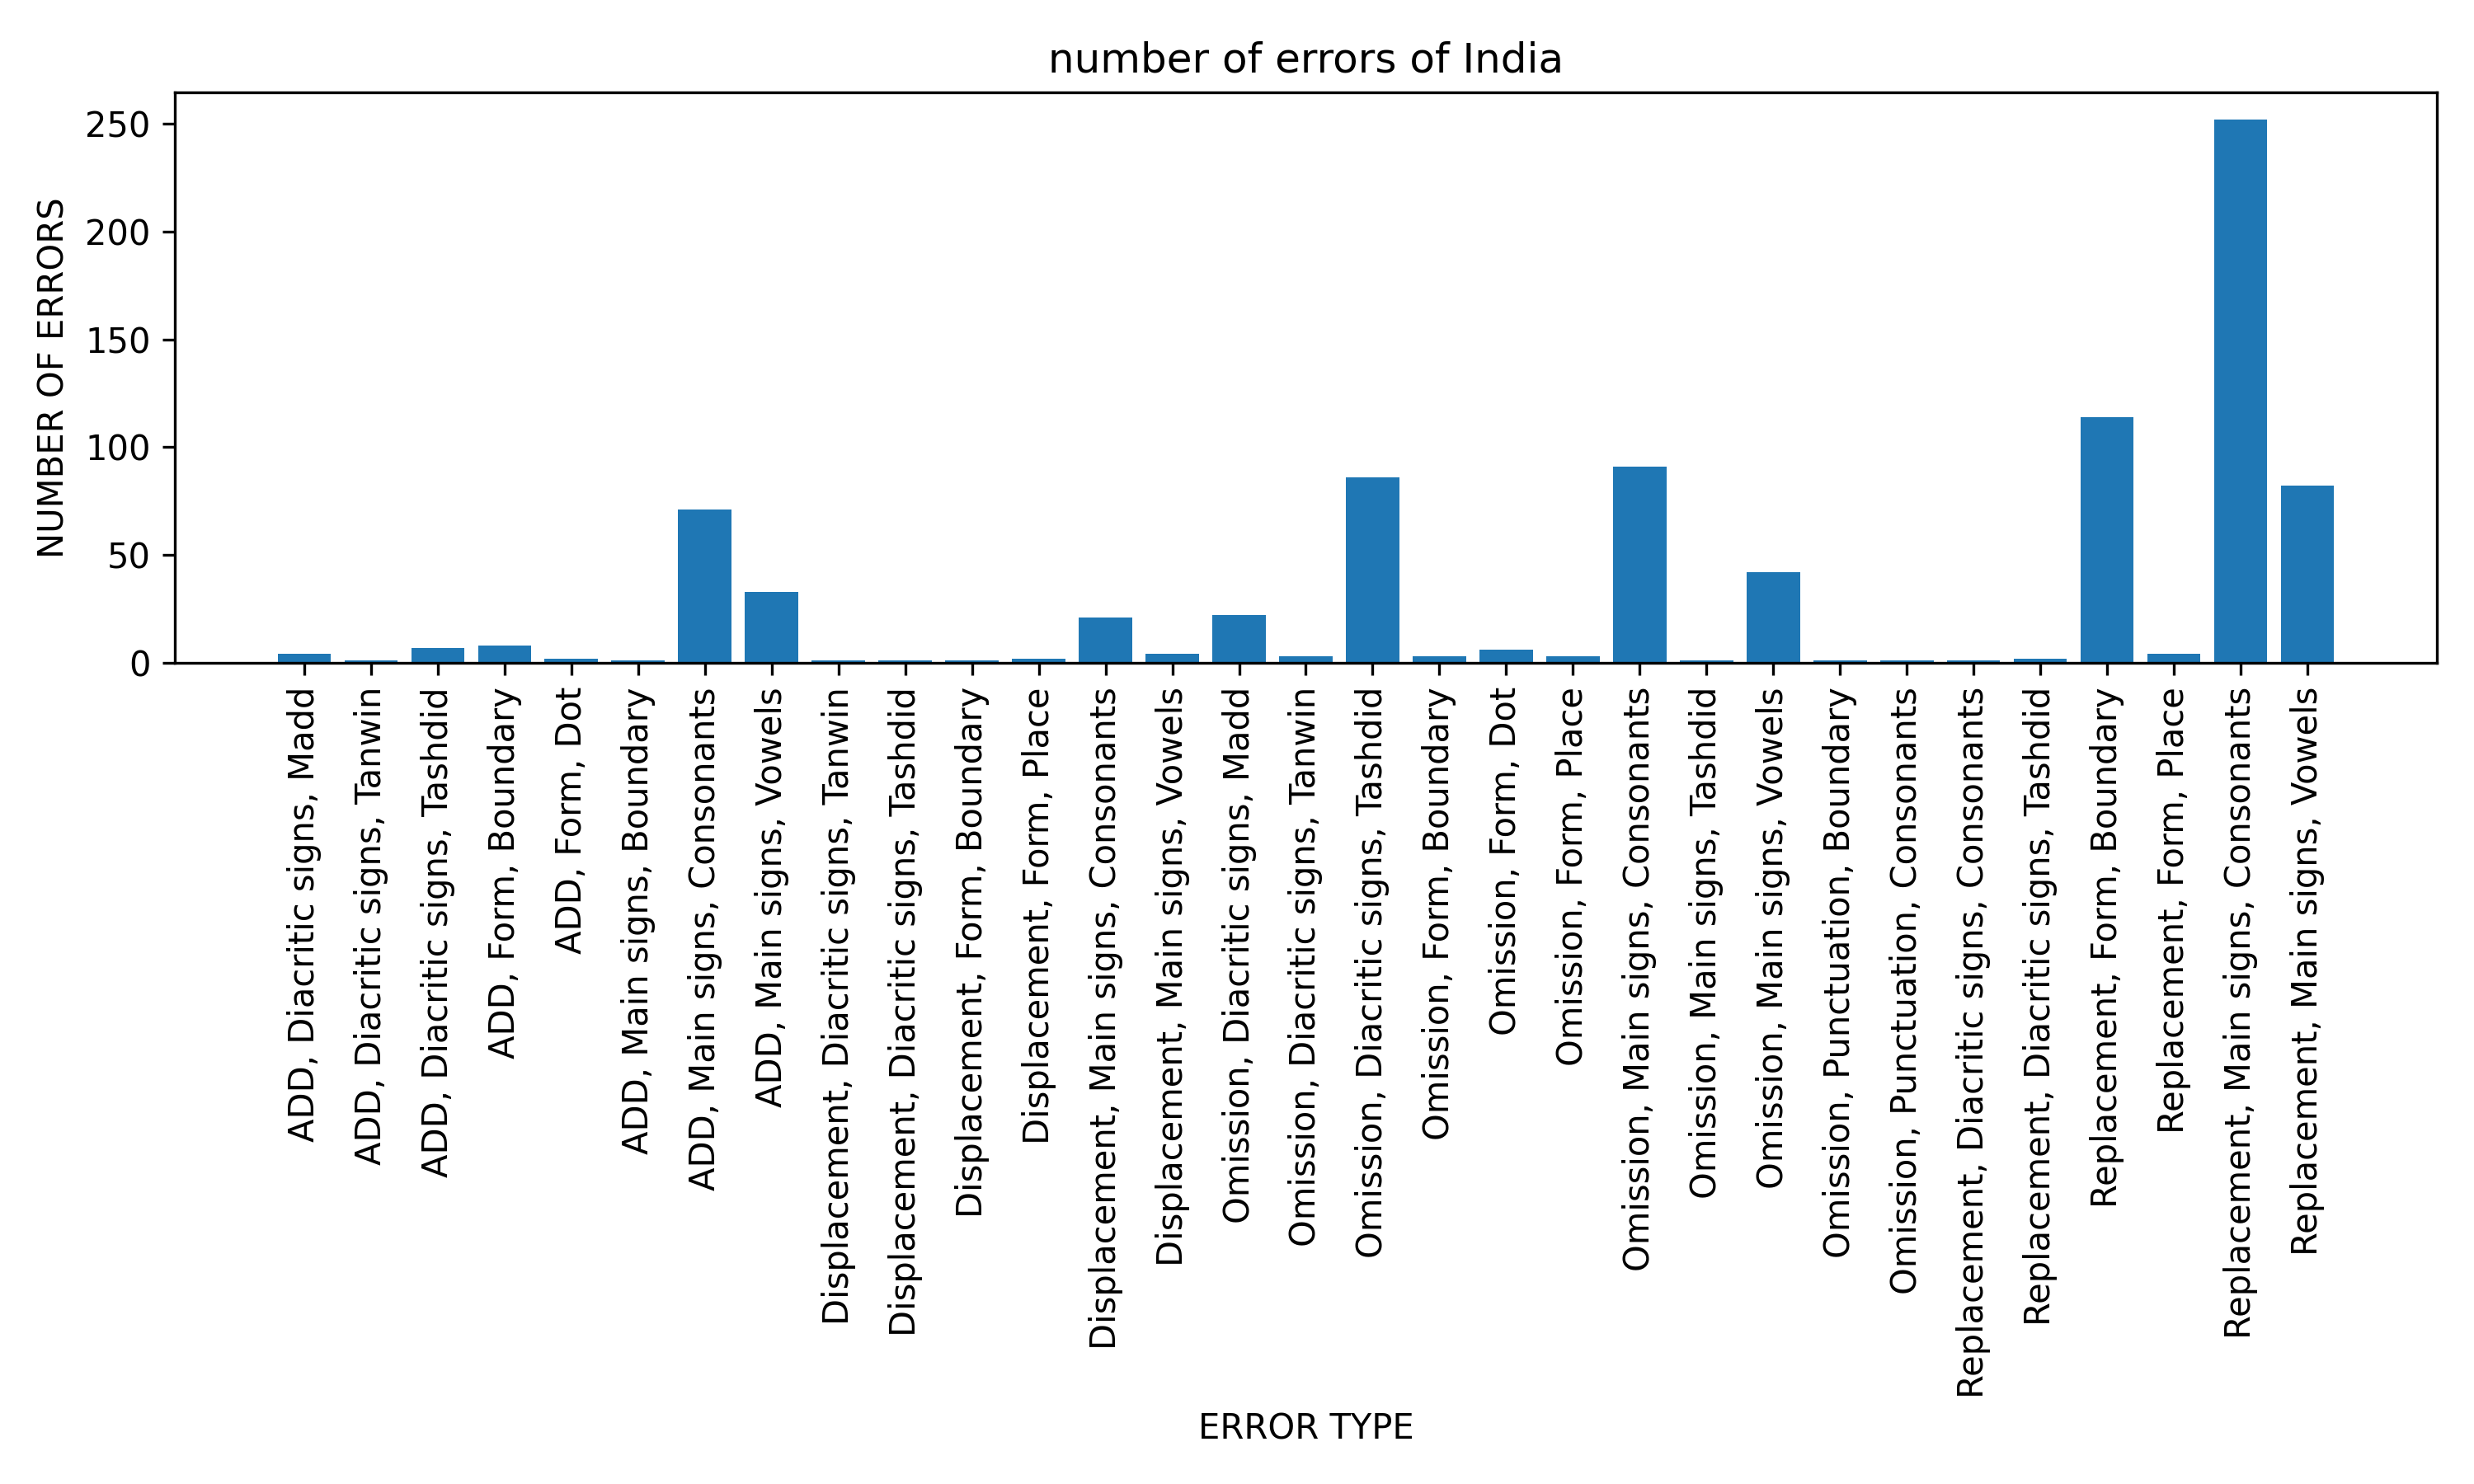 number of errors of India
NUMBER OF ERRORS
250
200
150
100
50
0
ADD, Diacritic signs, Madd
ADD, Diacritic signs, Tanwin
ADD, Diacritic signs, Tashdid
ADD, Form, Boundary
ADD, Form, Dot
ADD, Main signs, Boundary
ADD, Main signs, Consonants
ADD, Main signs, Vowels
Displacement, Diacritic signs, Tanwin
Displacement, Diacritic signs, Tashdid
Displacement, Form, Boundary
Displacement, Form, Place
Displacement, Main signs, Consonants
Displacement, Main signs, Vowels
Omission, Diacritic signs, Madd
Omission, Diacritic signs, Tanwin
Omission, Diacritic signs, Tashdid
Omission, Form, Boundary
Omission, Form, Dot
Omission, Form, Place
Omission, Main signs, Consonants
Omission, Main signs, Tashdid
Omission, Main signs, Vowels
Omission, Punctuation, Boundary
Omission, Punctuation, Consonants
Replacement, Diacritic signs, Consonants
Replacement, Diacritic signs, Tashdid
Replacement, Form, Boundary
Replacement, Form, Place
Replacement, Main signs, Consonants
Replacement, Main signs, Vowels
ERROR TYPE